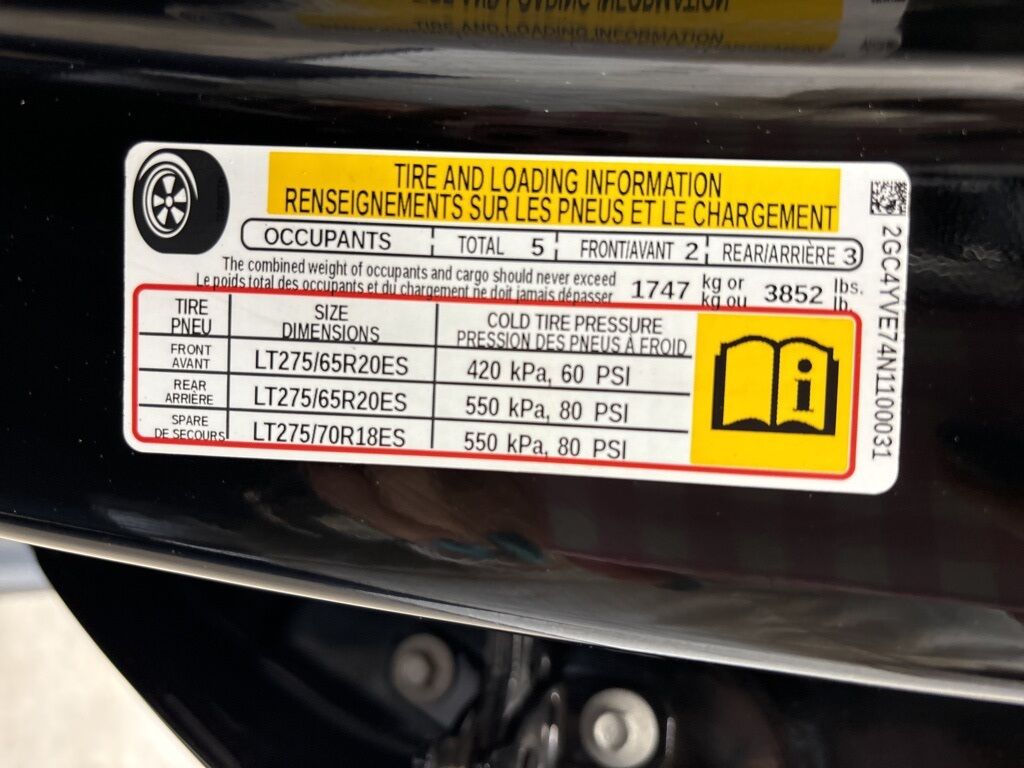 TIRE AND LOADING INFORMATION
TIRE AND LOADING INFORMATION
RENSEIGNEMENTS SUR LES PNEUS ET LE CHARGEMENT
OCCUPANTS TOTAL 5 FRONT/AVANT 2 REAR/ARRIÈRE 3
The combined weight of occupants and cargo should never exceed
Le poids total des occupants et du chargement ne doit jamais dépasser
1747 kg or kg ou 3852 lbs. lb.
TIRE PNEU SIZE DIMENSIONS COLD TIRE PRESSURE PRESSION DES PNEUS À FROID
FRONT AVANT LT275/65R20ES 420 kPa, 60 PSI
REAR ARRIÈRE LT275/65R20ES 550 kPa, 80 PSI
SPARE DE SECOURS LT275/70R18ES 550 kPa, 80 PSI
2GC4YVE74N1100031